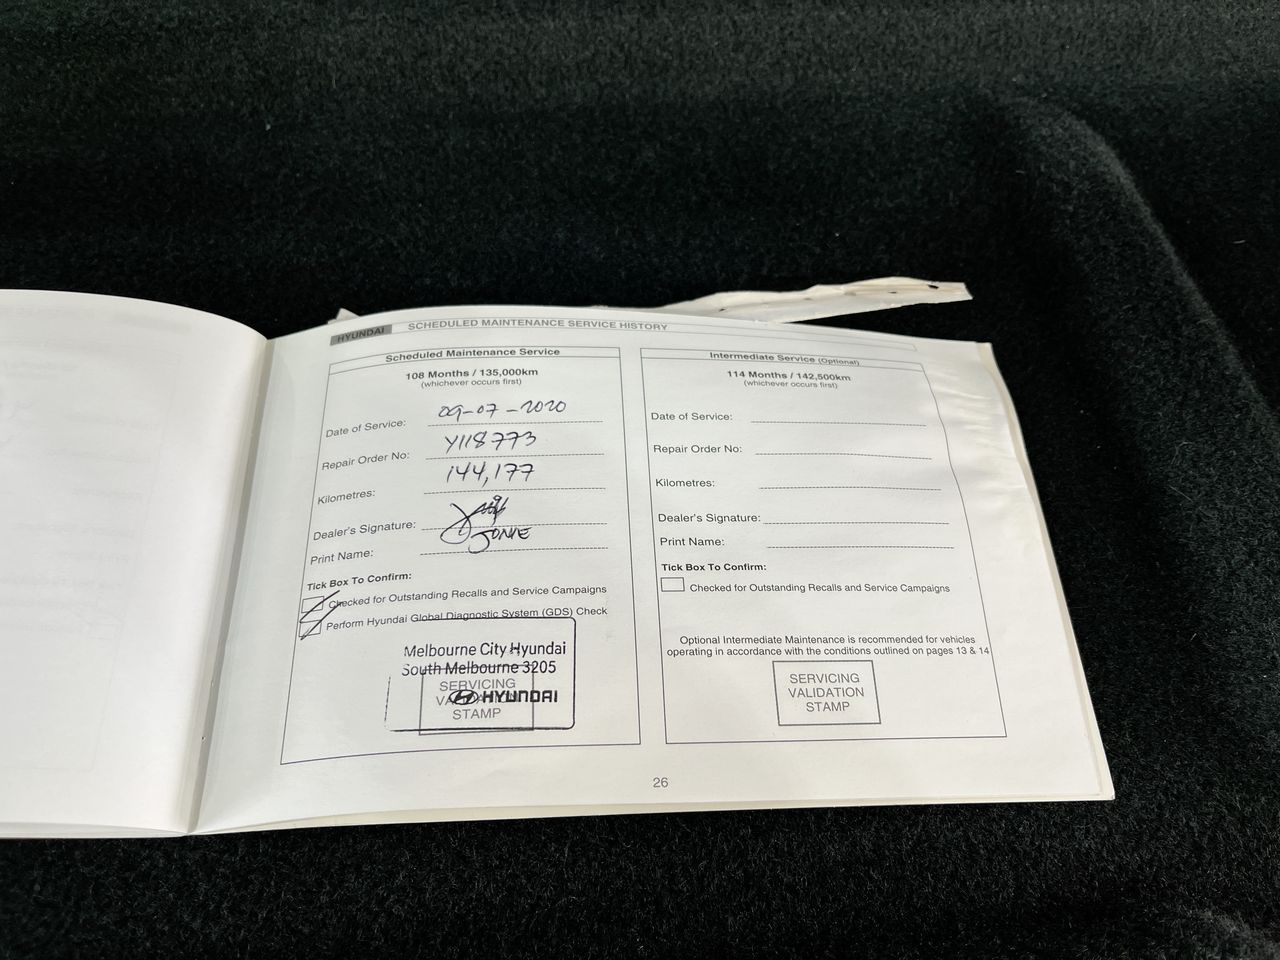 HYUNDAI SCHEDULED MAINTENANCE SERVICE HISTORY
Scheduled Maintenance Service
108 Months / 135,000km
(whichever occurs first)
Date of Service: 09-07-2020
Repair Order No: Y118773
Kilometres: 144,177
Dealer's Signature:
Print Name: JONIE
Tick Box To Confirm:
Checked for Outstanding Recalls and Service Campaigns
Perform Hyundai Global Diagnostic System (GDS) Check
Melbourne City Hyundai
South Melbourne 3205
HYUNDAI
SERVICING
VALIDATION
STAMP
Intermediate Service (Optional)
114 Months / 142,500km
(whichever occurs first)
Date of Service:
Repair Order No:
Kilometres:
Dealer's Signature:
Print Name:
Tick Box To Confirm:
Checked for Outstanding Recalls and Service Campaigns
Optional Intermediate Maintenance is recommended for vehicles
operating in accordance with the conditions outlined on pages 13 & 14
SERVICING
VALIDATION
STAMP
26